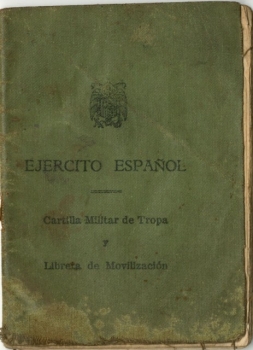 EJERCITO ESPAÑOL
Cartilla Militar de Tropa
Y
Libreta de Movilización